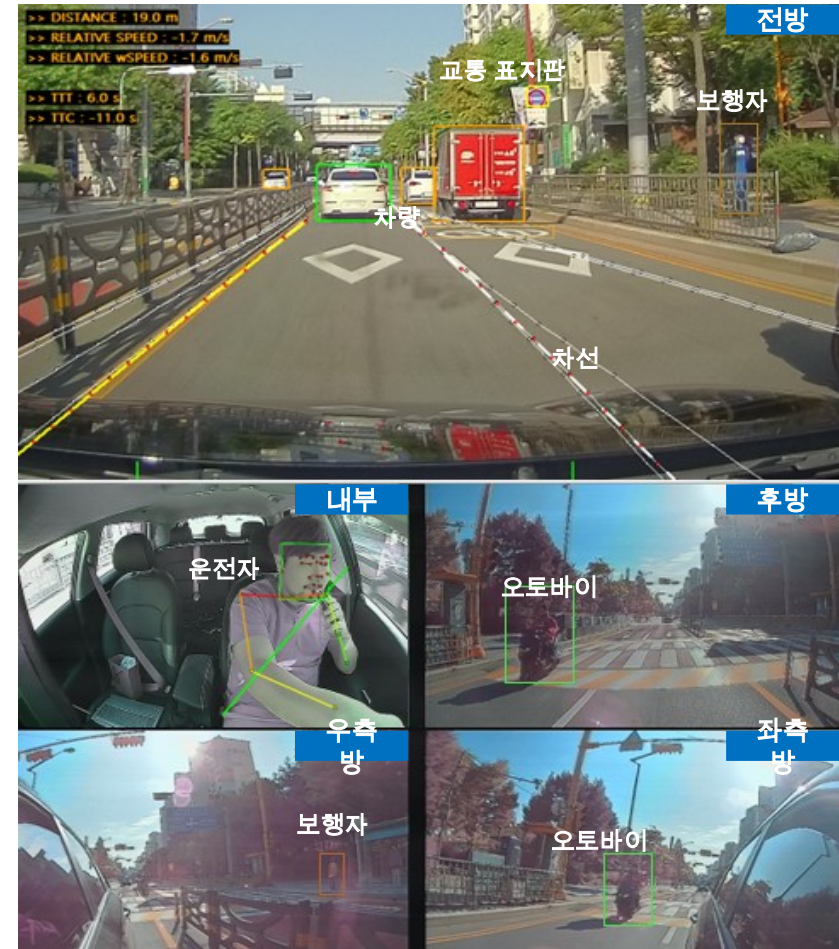 >> DISTANCE : 19.0 m
>> RELATIVE SPEED : -1.7 m/s
>> RELATIVE wSPEED : -1.6 m/s
>> TTT : 6.0 s
>> TTC : -11.0 s
전방
교통 표지판
보행자
차량
차선
내부
운전자
후방
오토바이
우측
방
보행자
좌측
방
오토바이